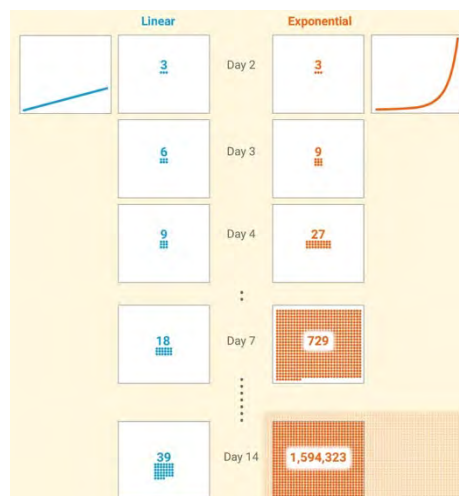 Linear Exponential
3 Day 2 3
6 Day 3 9
9 Day 4 27
18 Day 7 729
39 Day 14 1,594,323